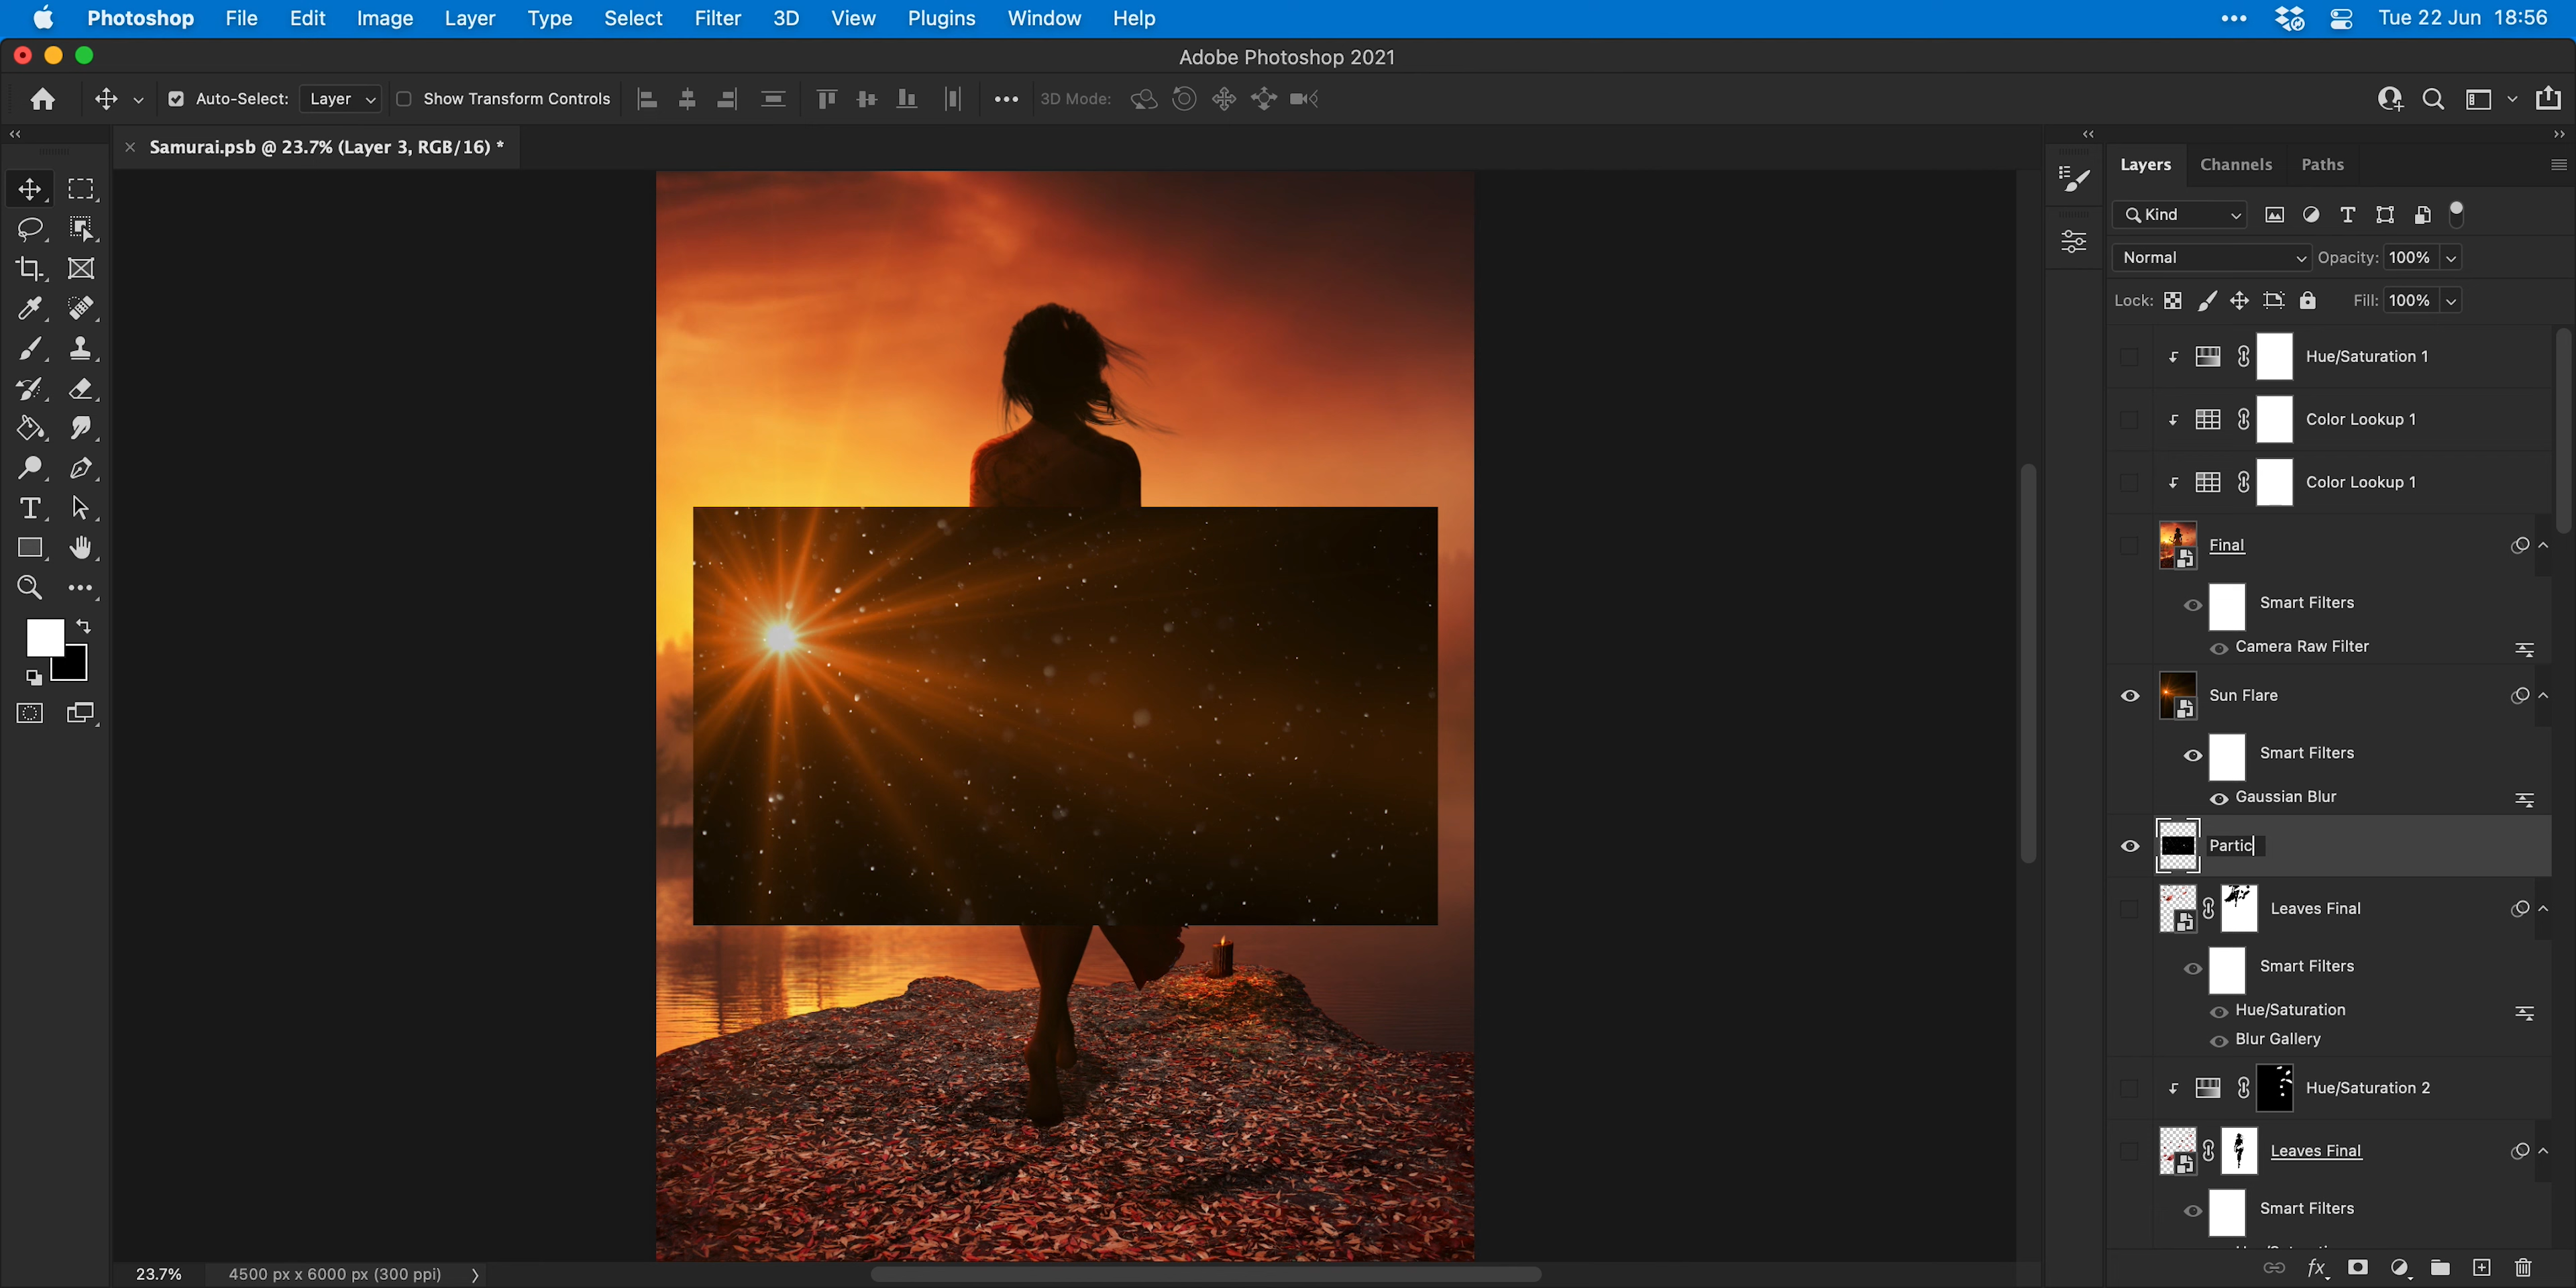 Photoshop File Edit Image Layer Type Select Filter 3D View Plugins Window Help Tue 22 Jun 18:56
Adobe Photoshop 2021
Auto-Select: Layer Show Transform Controls 3D Mode:
Samurai.psb @ 23.7% (Layer 3, RGB/16) *
Layers Channels Paths
Kind
Normal Opacity: 100%
Lock: Fill: 100%
Hue/Saturation 1
Color Lookup 1
Color Lookup 1
Final
Smart Filters
Camera Raw Filter
Sun Flare
Smart Filters
Gaussian Blur
Partic
Leaves Final
Smart Filters
Hue/Saturation
Blur Gallery
Hue/Saturation 2
Leaves Final
Smart Filters
fx
23.7% 4500 px x 6000 px (300 ppi)